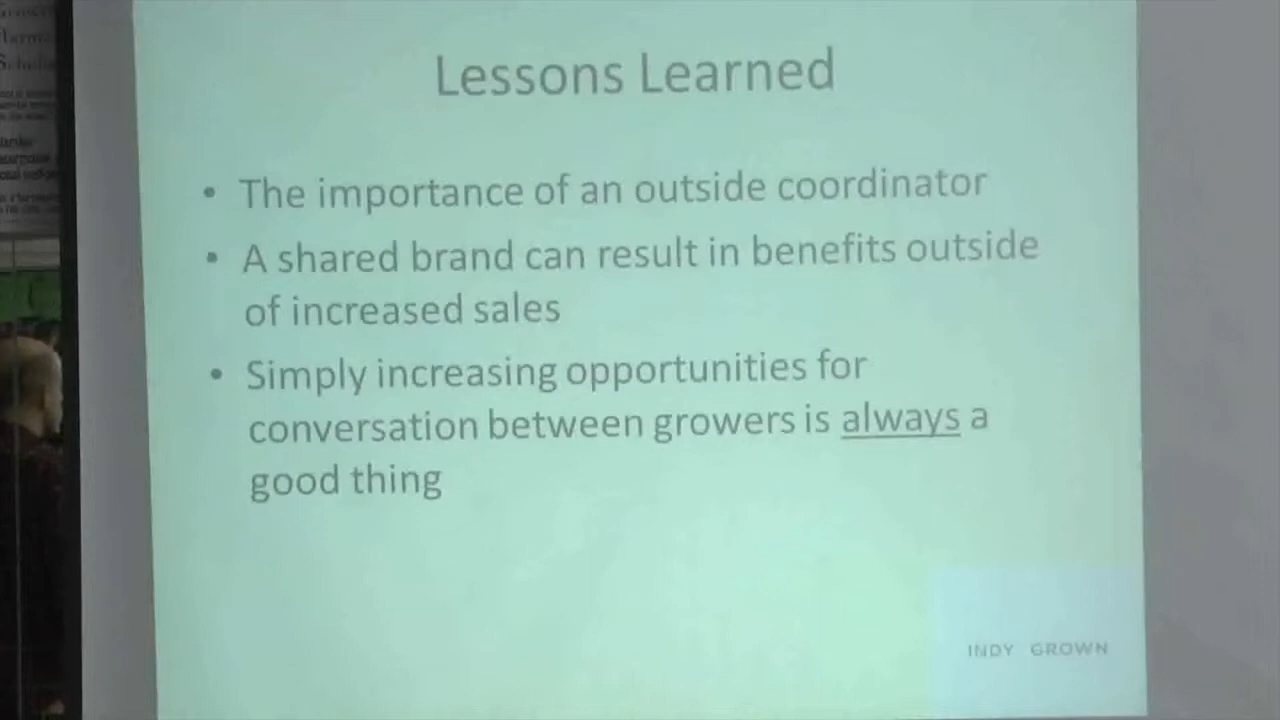 Lessons Learned
• The importance of an outside coordinator
• A shared brand can result in benefits outside
of increased sales
• Simply increasing opportunities for
conversation between growers is always a
good thing
INDY GROWN